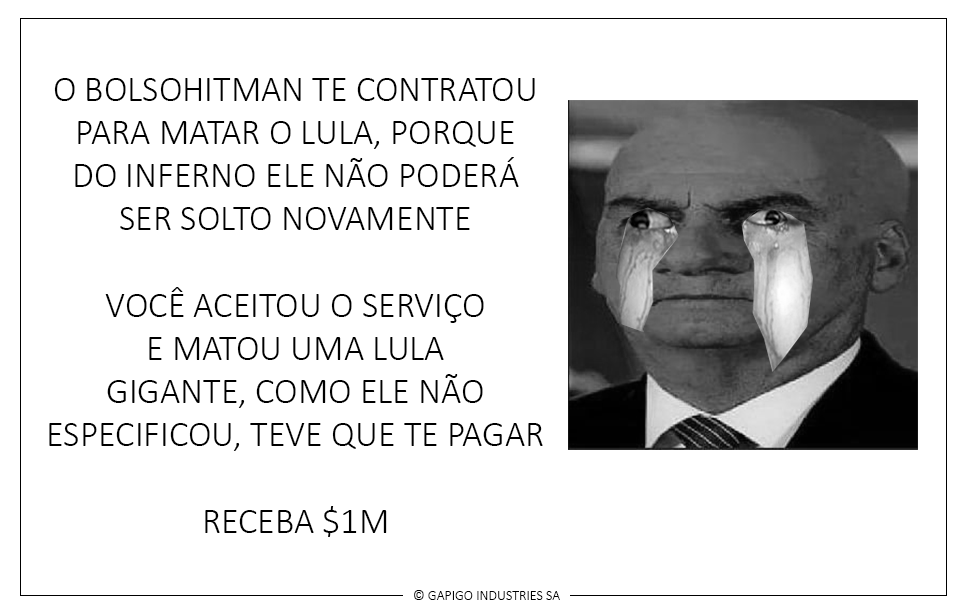 O BOLSOHITMAN TE CONTRATOU
PARA MATAR O LULA, PORQUE
DO INFERNO ELE NÃO PODERÁ
SER SOLTO NOVAMENTE
VOCÊ ACEITOU O SERVIÇO
E MATOU UMA LULA
GIGANTE, COMO ELE NÃO
ESPECIFICOU, TEVE QUE TE PAGAR
RECEBA $1M
© GAPIGO INDUSTRIES SA